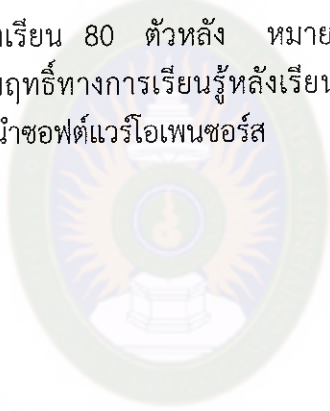 าเรียน 80 ตัวหลัง หมาย
มฤทธิ์ทางการเรียนรู้หลังเรียน
นำซอฟต์แวร์โอเพนซอร์ส